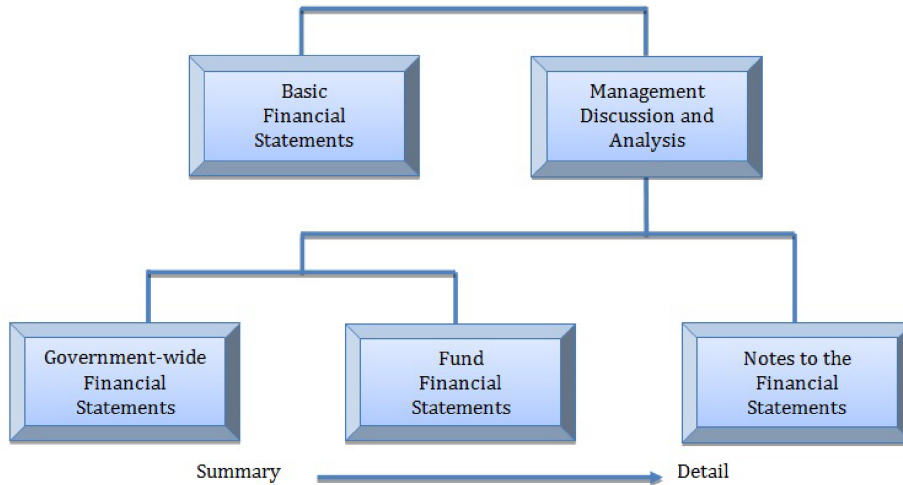 Basic
Financial
Statements
Management
Discussion and
Analysis
Government-wide
Financial
Statements
Fund
Financial
Statements
Notes to the
Financial
Statements
Summary
Detail